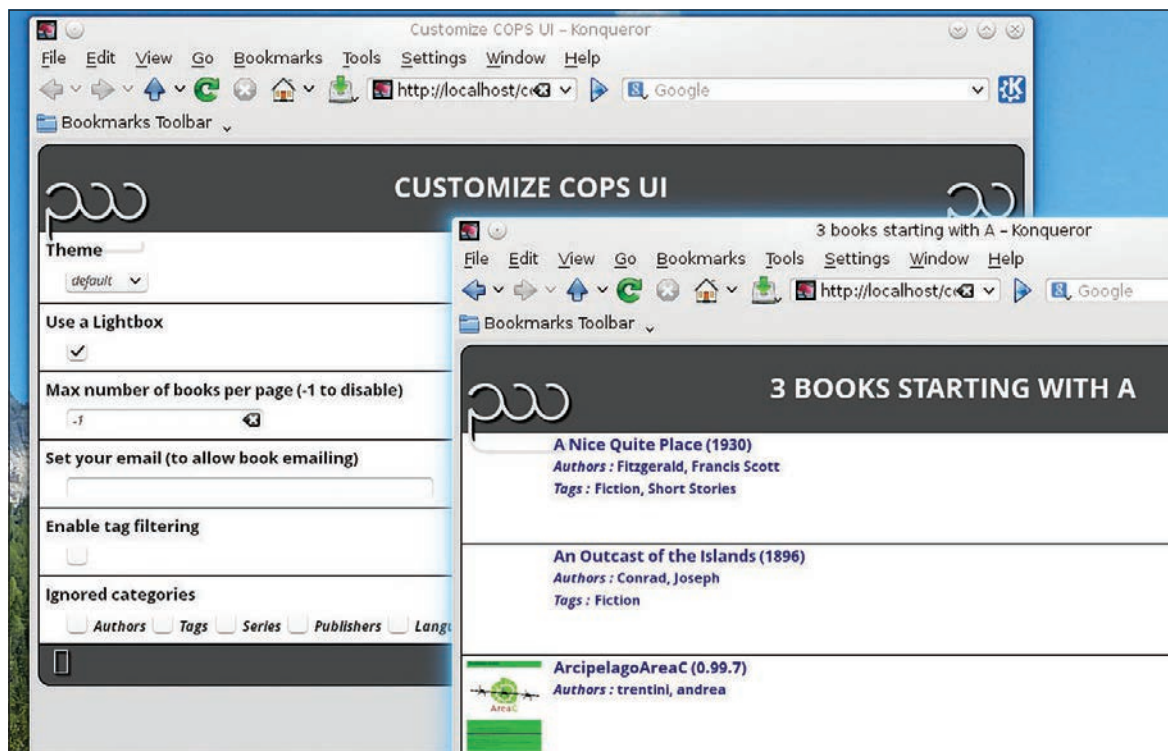 Customize COPS UI – Konqueror
File Edit View Go Bookmarks Tools Settings Window Help
http://localhost/c Google
Bookmarks Toolbar
CUSTOMIZE COPS UI
Theme
default
Use a Lightbox
Max number of books per page (-1 to disable)
-1
Set your email (to allow book emailing)
Enable tag filtering
Ignored categories
Authors Tags Series Publishers
3 books starting with A – Konqueror
File Edit View Go Bookmarks Tools Settings Window Help
http://localhost/c Google
Bookmarks Toolbar
3 BOOKS STARTING WITH A
A Nice Quite Place (1930)
Authors : Fitzgerald, Francis Scott
Tags : Fiction, Short Stories
An Outcast of the Islands (1896)
Authors : Conrad, Joseph
Tags : Fiction
AreaC
ArcipelagoAreaC (0.99.7)
Authors : trentini, andrea